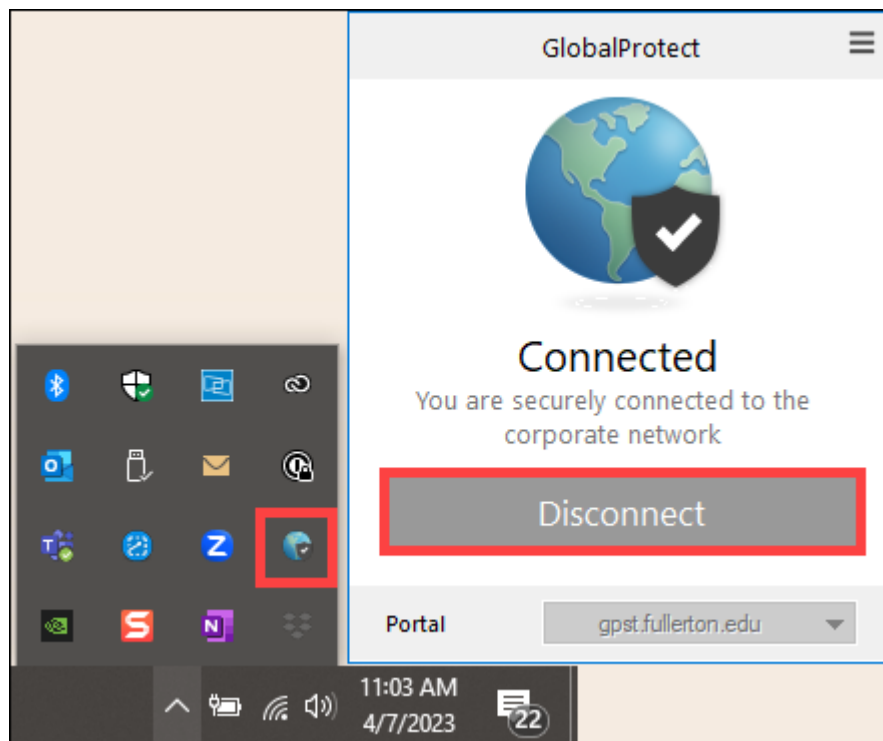 GlobalProtect
Connected
You are securely connected to the
corporate network
Disconnect
Portal
gpst.fullerton.edu
11:03 AM
4/7/2023
22